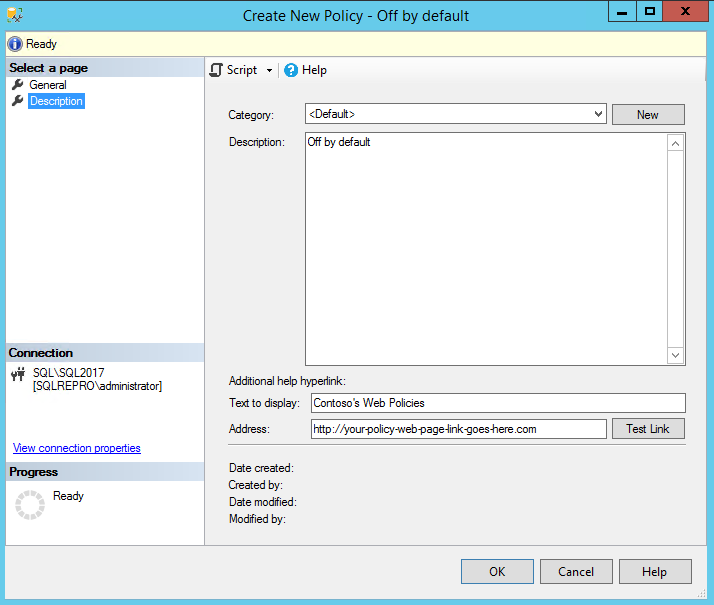 Create New Policy - Off by default
X
Ready
Select a page
General
Description
Script
Help
Category:
<Default>
New
Description:
Off by default
Connection
SQL\SQL2017
[SQLREPRO\administrator]
View connection properties
Progress
Ready
Additional help hyperlink:
Text to display:
Contoso's Web Policies
Address:
http://your-policy-web-page-link-goes-here.com
Test Link
Date created:
Created by:
Date modified:
Modified by:
OK
Cancel
Help